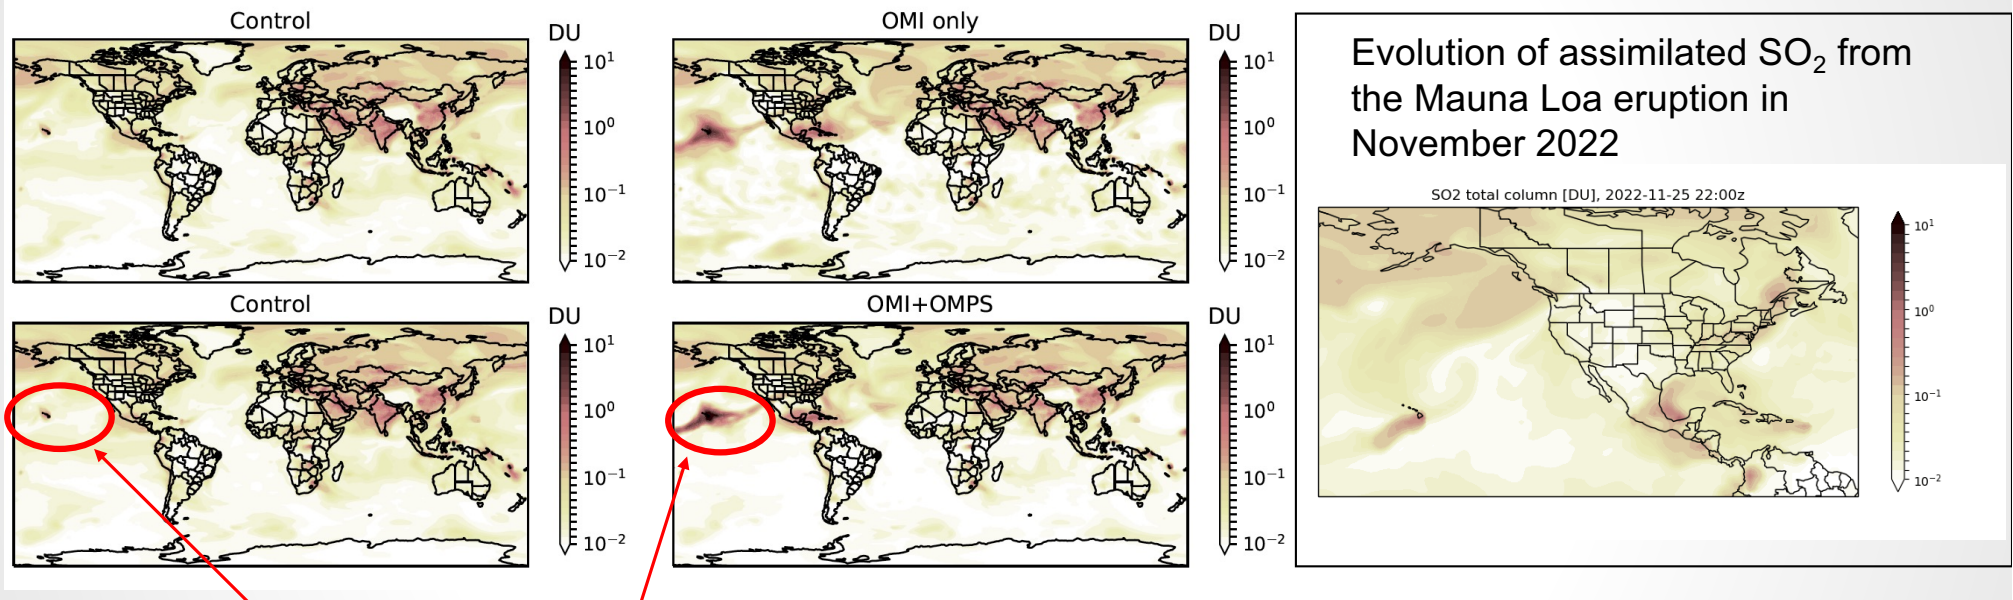 Control
DU
10¹
10⁰
10⁻¹
10⁻²
OMI only
DU
10¹
10⁰
10⁻¹
10⁻²
Control
DU
10¹
10⁰
10⁻¹
10⁻²
OMI+OMPS
DU
10¹
10⁰
10⁻¹
10⁻²
Evolution of assimilated SO₂ from
the Mauna Loa eruption in
November 2022
SO2 total column [DU], 2022-11-25 22:00z
10¹
10⁰
10⁻¹
10⁻²